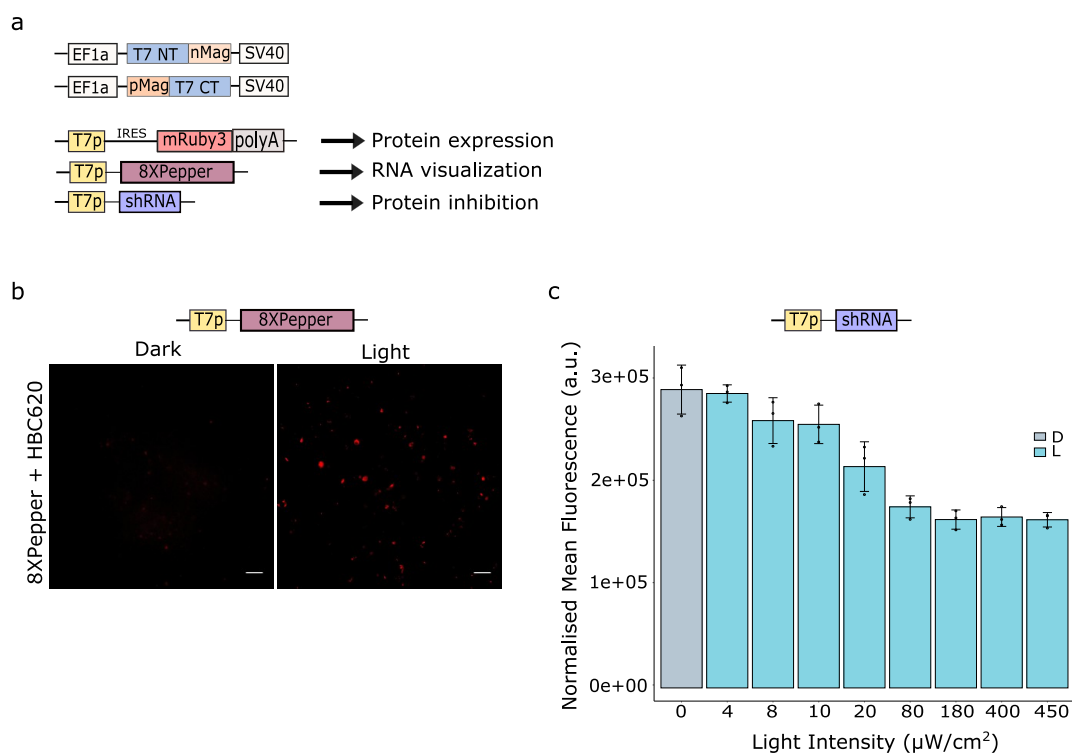 a
EF1a T7 NT nMag SV40
EF1a pMag T7 CT SV40
T7p IRES mRuby3 polyA Protein expression
T7p 8XPepper RNA visualization
T7p shRNA Protein inhibition
b
T7p 8XPepper
Dark Light
8XPepper + HBC620
c
T7p shRNA
Normalised Mean Fluorescence (a.u.)
3e+05
2e+05
1e+05
0e+00
D
L
0 4 8 10 20 80 180 400 450
Light Intensity (µW/cm²)